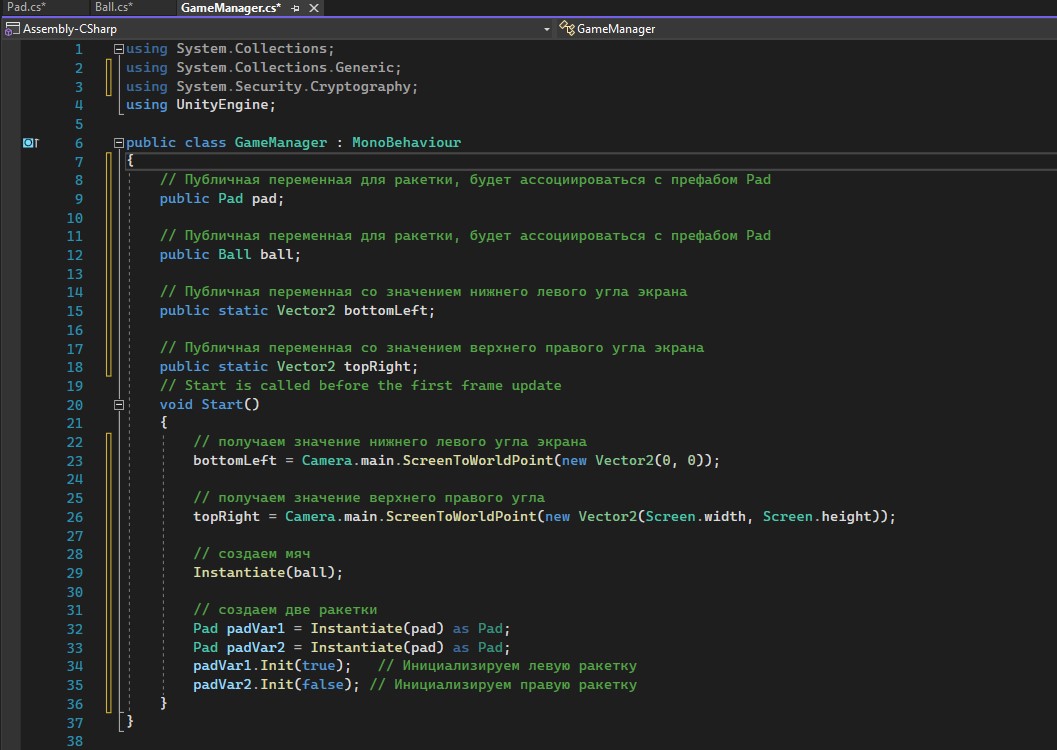 Pad.cs* Ball.cs* GameManager.cs*
Assembly-CSharp GameManager
1 using System.Collections;
2 using System.Collections.Generic;
3 using System.Security.Cryptography;
4 using UnityEngine;
5
6 public class GameManager : MonoBehaviour
7 {
8 // Публичная переменная для ракетки, будет ассоциироваться с префабом Pad
9 public Pad pad;
10
11 // Публичная переменная для ракетки, будет ассоциироваться с префабом Pad
12 public Ball ball;
13
14 // Публичная переменная со значением нижнего левого угла экрана
15 public static Vector2 bottomLeft;
16
17 // Публичная переменная со значением верхнего правого угла экрана
18 public static Vector2 topRight;
19 // Start is called before the first frame update
20 void Start()
21 {
22 // получаем значение нижнего левого угла экрана
23 bottomLeft = Camera.main.ScreenToWorldPoint(new Vector2(0, 0));
24
25 // получаем значение верхнего правого угла
26 topRight = Camera.main.ScreenToWorldPoint(new Vector2(Screen.width, Screen.height));
27
28 // создаем мяч
29 Instantiate(ball);
30
31 // создаем две ракетки
32 Pad padVar1 = Instantiate(pad) as Pad;
33 Pad padVar2 = Instantiate(pad) as Pad;
34 padVar1.Init(true); // Инициализируем левую ракетку
35 padVar2.Init(false); // Инициализируем правую ракетку
36 }
37 }
38